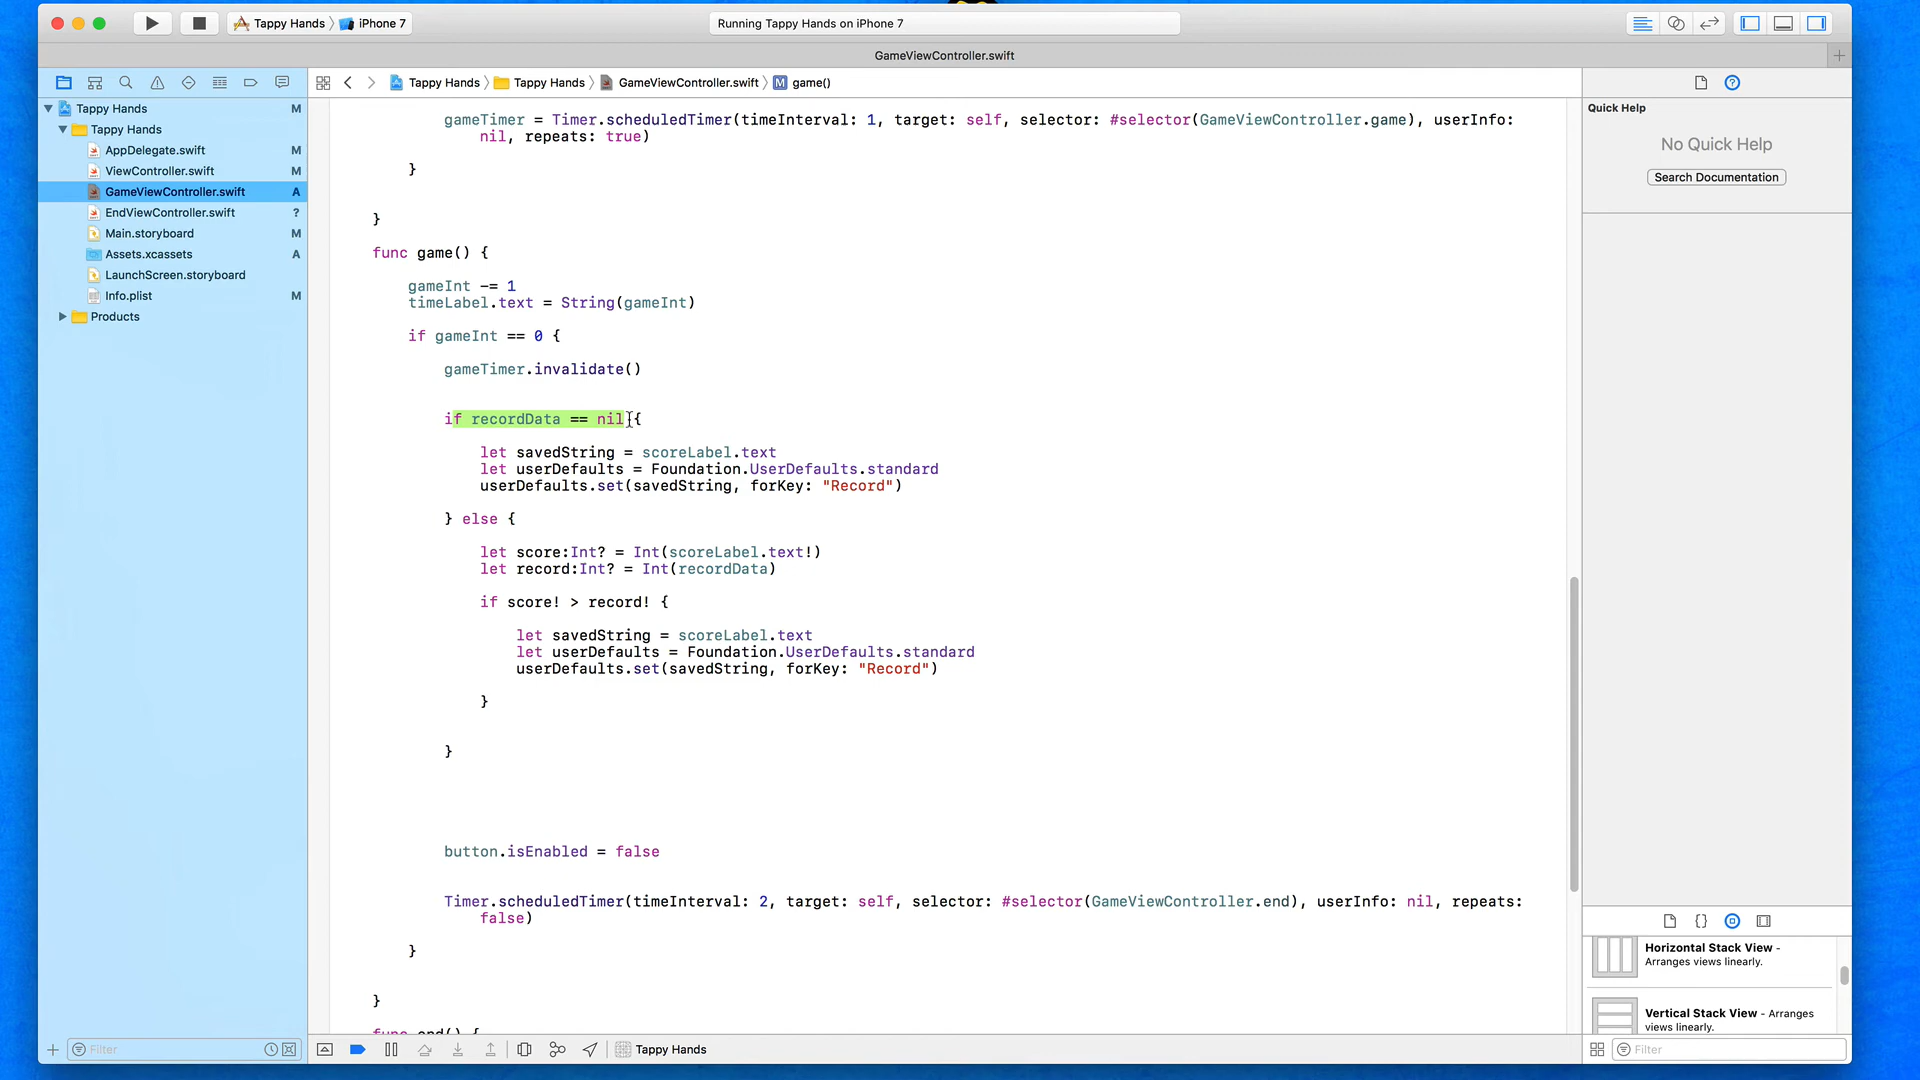 Tappy Hands
iPhone 7
Running Tappy Hands on iPhone 7
GameViewController.swift
Tappy Hands
Tappy Hands
GameViewController.swift
M
game()
Tappy Hands M
Tappy Hands
AppDelegate.swift M
ViewController.swift M
GameViewController.swift A
EndViewController.swift ?
Main.storyboard M
Assets.xcassets A
LaunchScreen.storyboard
Info.plist M
Products
Filter
gameTimer = Timer.scheduledTimer(timeInterval: 1, target: self, selector: #selector(GameViewController.game), userInfo:
nil, repeats: true)
}
}
func game() {
gameInt -= 1
timeLabel.text = String(gameInt)
if gameInt == 0 {
gameTimer.invalidate()
if recordData == nil {
let savedString = scoreLabel.text
let userDefaults = Foundation.UserDefaults.standard
userDefaults.set(savedString, forKey: "Record")
} else {
let score:Int? = Int(scoreLabel.text!)
let record:Int? = Int(recordData)
if score! > record! {
let savedString = scoreLabel.text
let userDefaults = Foundation.UserDefaults.standard
userDefaults.set(savedString, forKey: "Record")
}
}
button.isEnabled = false
Timer.scheduledTimer(timeInterval: 2, target: self, selector: #selector(GameViewController.end), userInfo: nil, repeats:
false)
}
}
func end() {
Tappy Hands
Quick Help
No Quick Help
Search Documentation
{}
Horizontal Stack View -
Arranges views linearly.
Vertical Stack View - Arranges
views linearly.
Filter